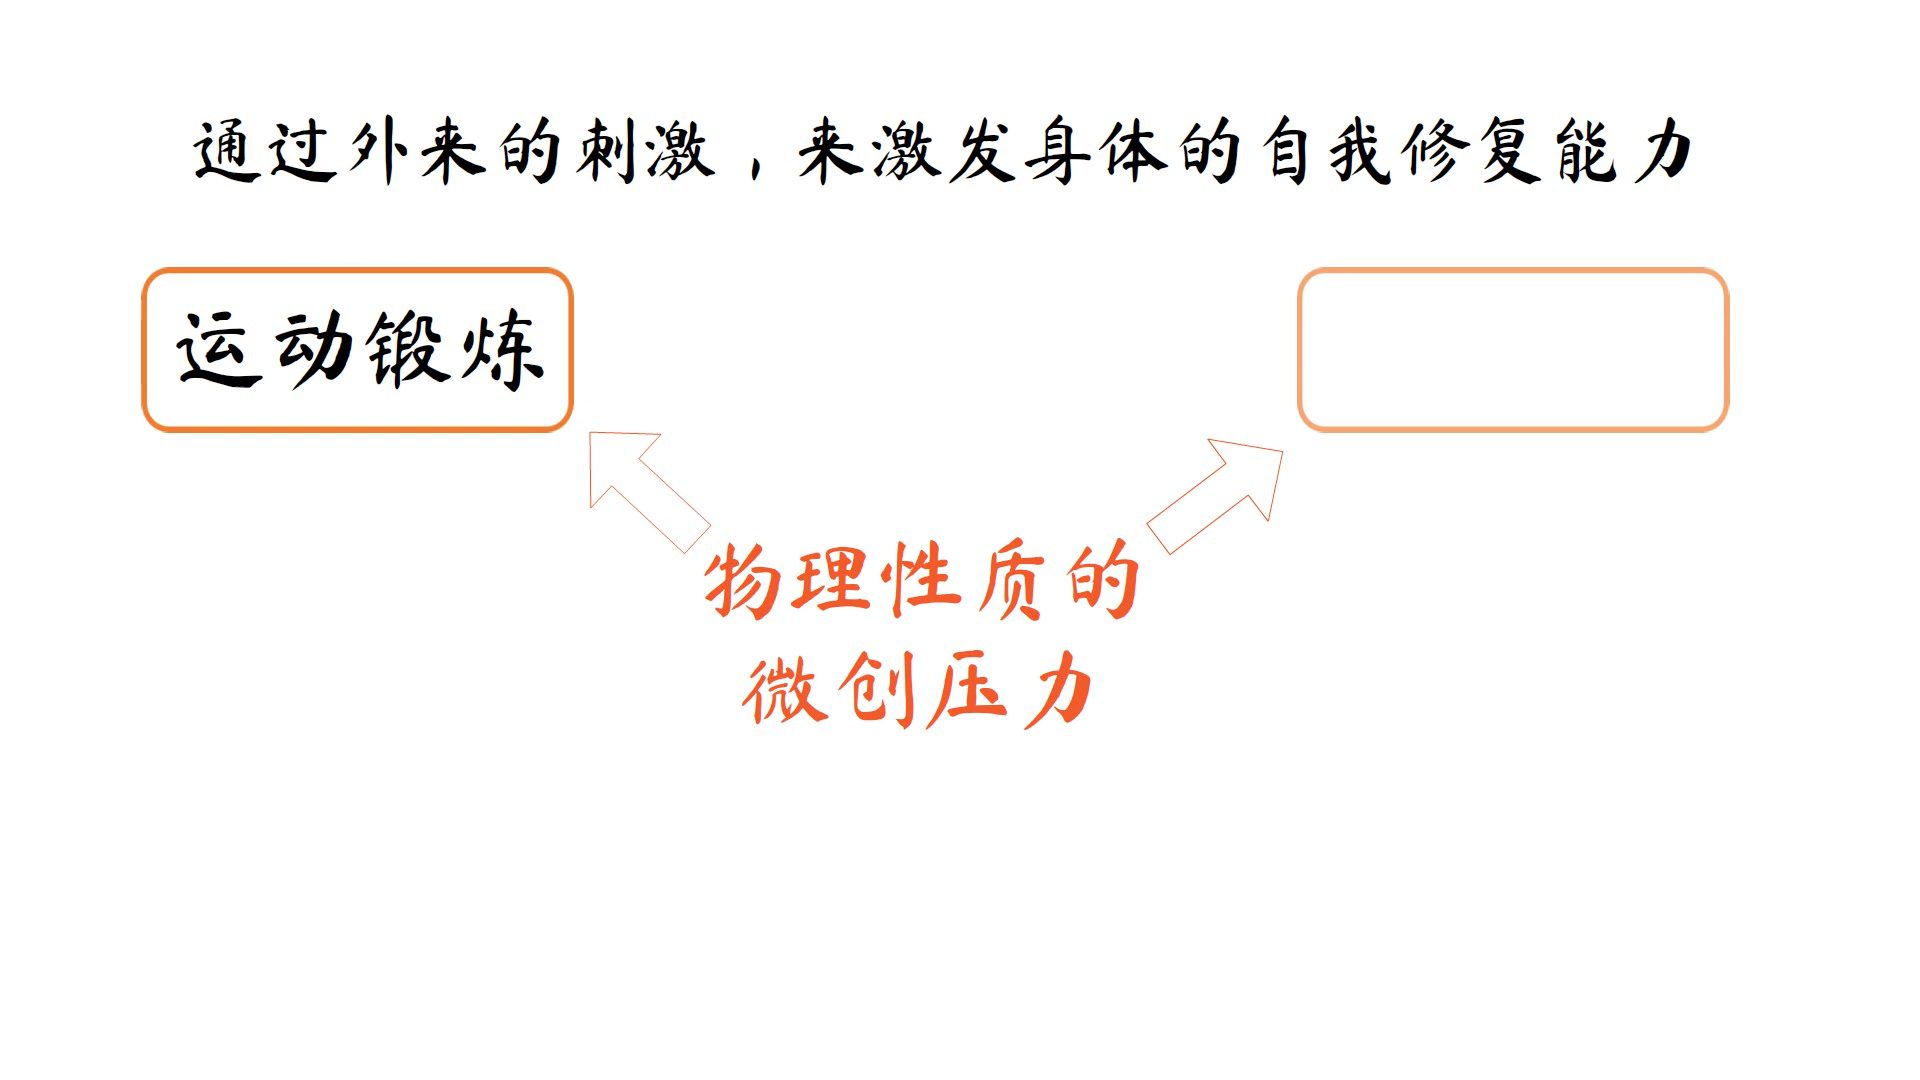 通过外来的刺激，来激发身体的自我修复能力
运动锻炼
物理性质的
微创压力